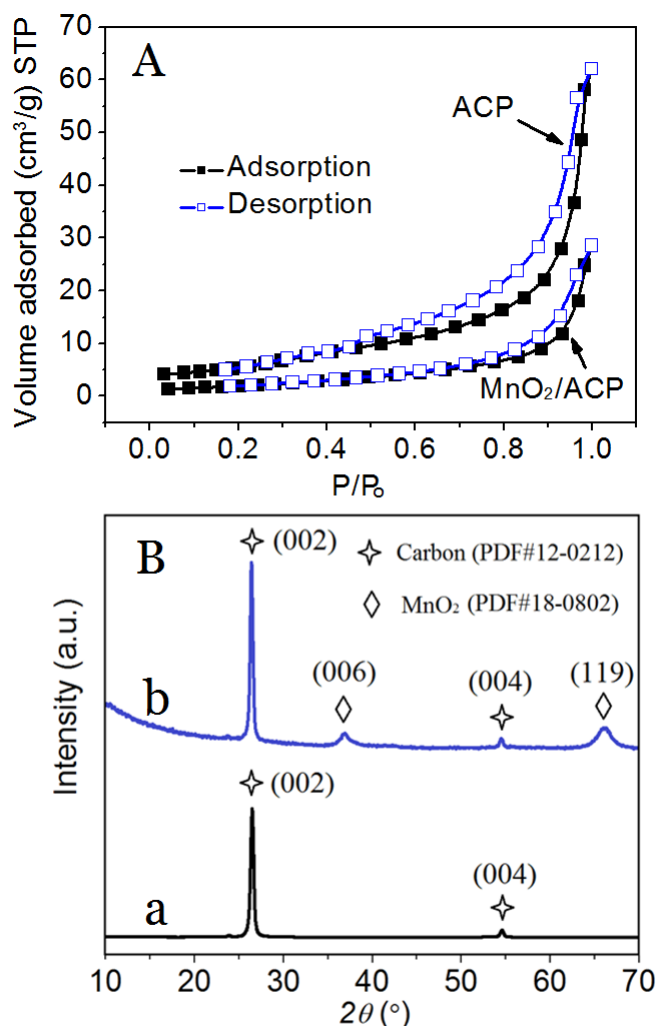 A
ACP
Adsorption
Desorption
MnO₂/ACP
Volume adsorbed (cm³/g) STP
70
60
50
40
30
20
10
0
0.0 0.2 0.4 0.6 0.8 1.0
P/Pₒ
B
(002) Carbon (PDF#12-0212)
MnO₂ (PDF#18-0802)
(006) (004) (119)
b
(002)
(004)
a
Intensity (a.u.)
10 20 30 40 50 60 70
2θ (°)